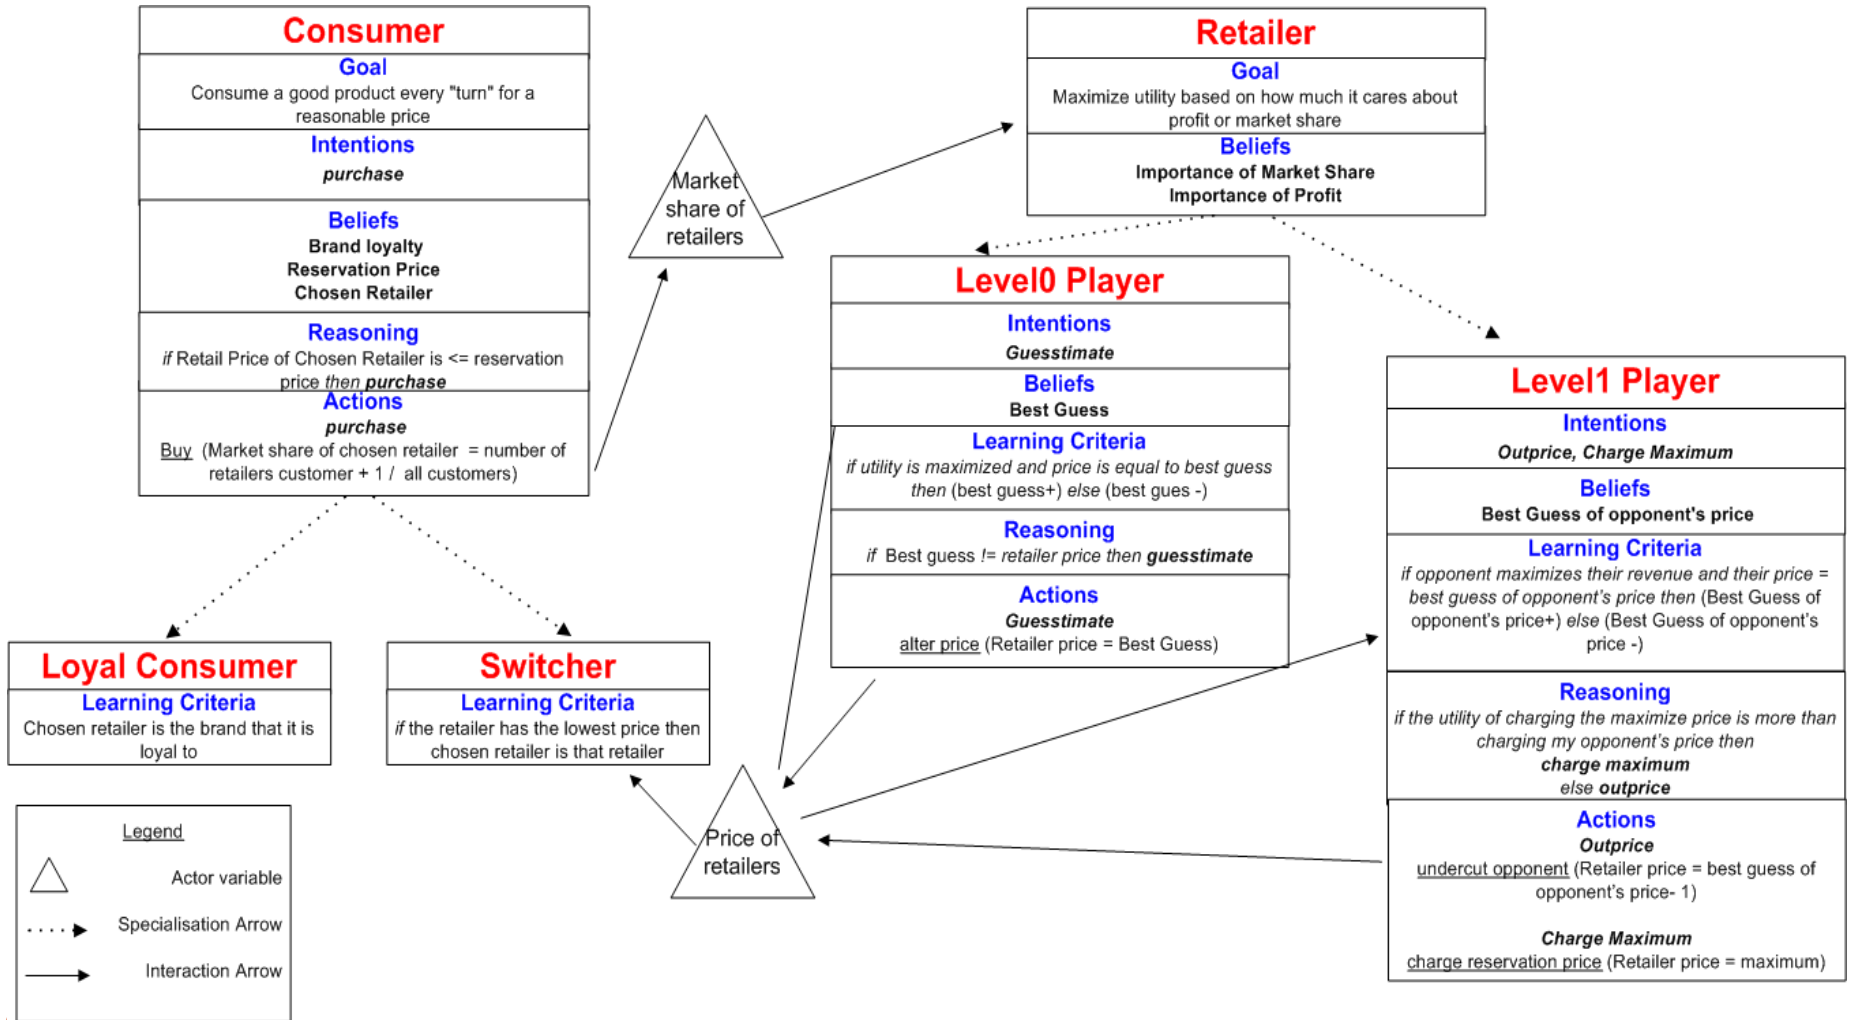 Consumer
Goal
Consume a good product every "turn" for a
reasonable price
Intentions
purchase
Beliefs
Brand loyalty
Reservation Price
Chosen Retailer
Reasoning
if Retail Price of Chosen Retailer is <= reservation
price then purchase
Actions
purchase
Buy (Market share of chosen retailer = number of
retailers customer + 1 / all customers)
Market
share of
retailers
Retailer
Goal
Maximize utility based on how much it cares about
profit or market share
Beliefs
Importance of Market Share
Importance of Profit
Level0 Player
Intentions
Guesstimate
Beliefs
Best Guess
Learning Criteria
if utility is maximized and price is equal to best guess
then (best guess+) else (best gues -)
Reasoning
if Best guess != retailer price then guesstimate
Actions
Guesstimate
alter price (Retailer price = Best Guess)
Level1 Player
Intentions
Outprice, Charge Maximum
Beliefs
Best Guess of opponent's price
Learning Criteria
if opponent maximizes their revenue and their price =
best guess of opponent's price then (Best Guess of
opponent's price+) else (Best Guess of opponent's
price -)
Reasoning
if the utility of charging the maximize price is more than
charging my opponent's price then
charge maximum
else outprice
Actions
Outprice
undercut opponent (Retailer price = best guess of
opponent's price- 1)
Charge Maximum
charge reservation price (Retailer price = maximum)
Loyal Consumer
Learning Criteria
Chosen retailer is the brand that it is
loyal to
Switcher
Learning Criteria
if the retailer has the lowest price then
chosen retailer is that retailer
Price of
retailers
Legend
Actor variable
Specialisation Arrow
Interaction Arrow